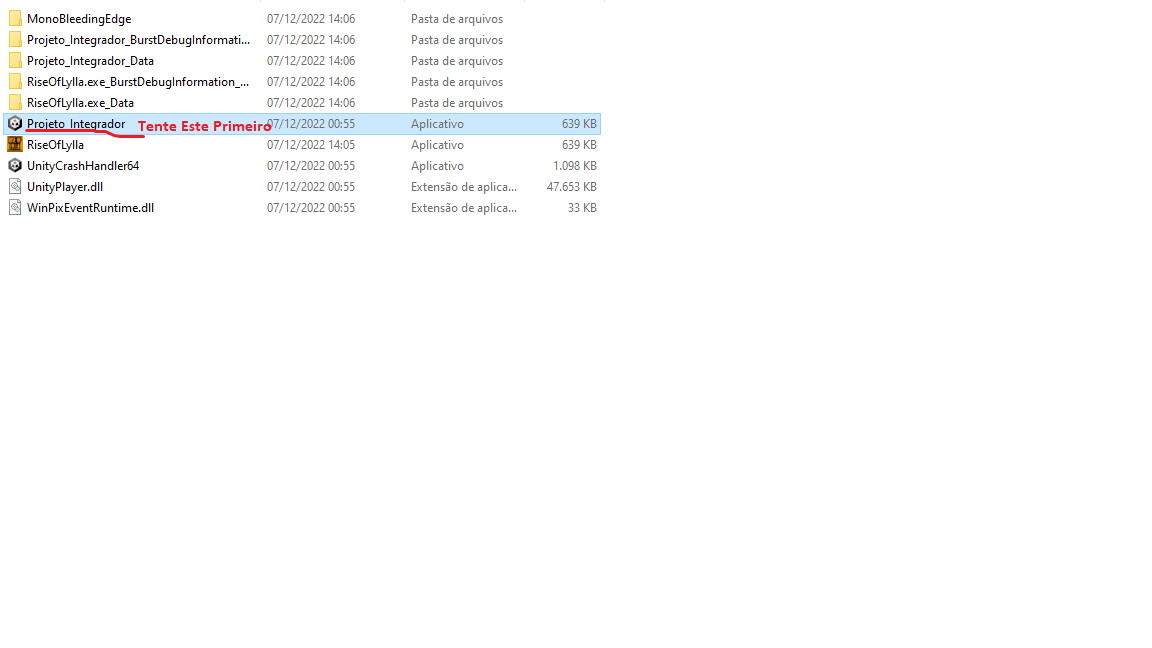 MonoBleedingEdge 07/12/2022 14:06 Pasta de arquivos
Projeto_Integrador_BurstDebugInformati... 07/12/2022 14:06 Pasta de arquivos
Projeto_Integrador_Data 07/12/2022 14:06 Pasta de arquivos
RiseOfLylla.exe_BurstDebugInformation_... 07/12/2022 14:06 Pasta de arquivos
RiseOfLylla.exe_Data 07/12/2022 14:06 Pasta de arquivos
Projeto_Integrador Tente Este Primeiro 07/12/2022 00:55 Aplicativo 639 KB
RiseOfLylla 07/12/2022 14:05 Aplicativo 639 KB
UnityCrashHandler64 07/12/2022 00:55 Aplicativo 1.098 KB
UnityPlayer.dll 07/12/2022 00:55 Extensão de aplica... 47.653 KB
WinPixEventRuntime.dll 07/12/2022 00:55 Extensão de aplica... 33 KB